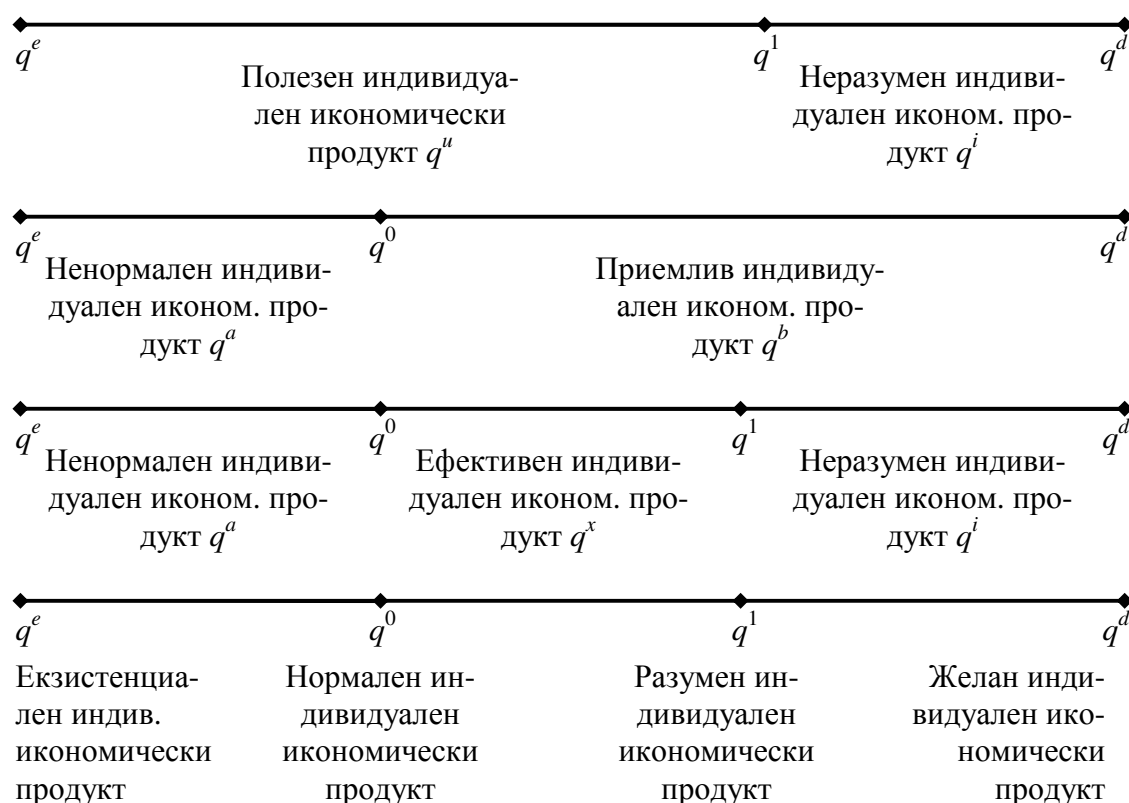 q^e q^1 q^d
Полезен индивидуа- Неразумен индиви-
лен икономически дуален иконом. про-
продукт q^u дукт q^i
q^e q^0 q^d
Ненормален индиви- Приемлив индивиду-
дуален иконом. про- ален иконом. про-
дукт q^a дукт q^b
q^e q^0 q^1 q^d
Ненормален индиви- Ефективен индиви- Неразумен индиви-
дуален иконом. про- дуален иконом. про- дуален иконом. про-
дукт q^a дукт q^x дукт q^i
q^e q^0 q^1 q^d
Екзистенциа- Нормален ин- Разумен ин- Желан инди-
лен индив. дивидуален дивидуален видуален ико-
икономически икономически икономически номически
продукт продукт продукт продукт